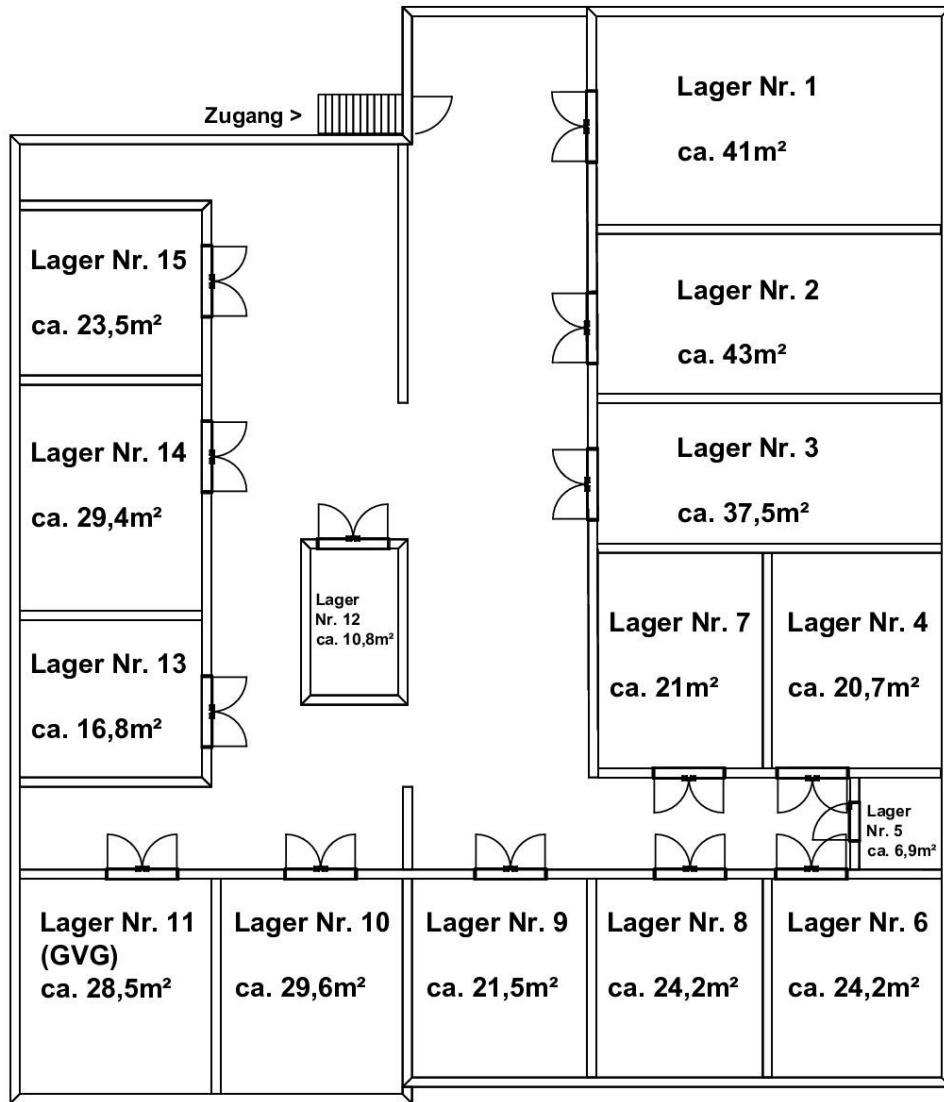 Zugang >
Lager Nr. 1
ca. 41m²
Lager Nr. 15
ca. 23,5m²
Lager Nr. 2
ca. 43m²
Lager Nr. 14
ca. 29,4m²
Lager Nr. 3
ca. 37,5m²
Lager
Nr. 12
ca. 10,8m²
Lager Nr. 7
ca. 21m²
Lager Nr. 4
ca. 20,7m²
Lager Nr. 13
ca. 16,8m²
Lager
Nr. 5
ca. 6,9m²
Lager Nr. 11
(GVG)
ca. 28,5m²
Lager Nr. 10
ca. 29,6m²
Lager Nr. 9
ca. 21,5m²
Lager Nr. 8
ca. 24,2m²
Lager Nr. 6
ca. 24,2m²